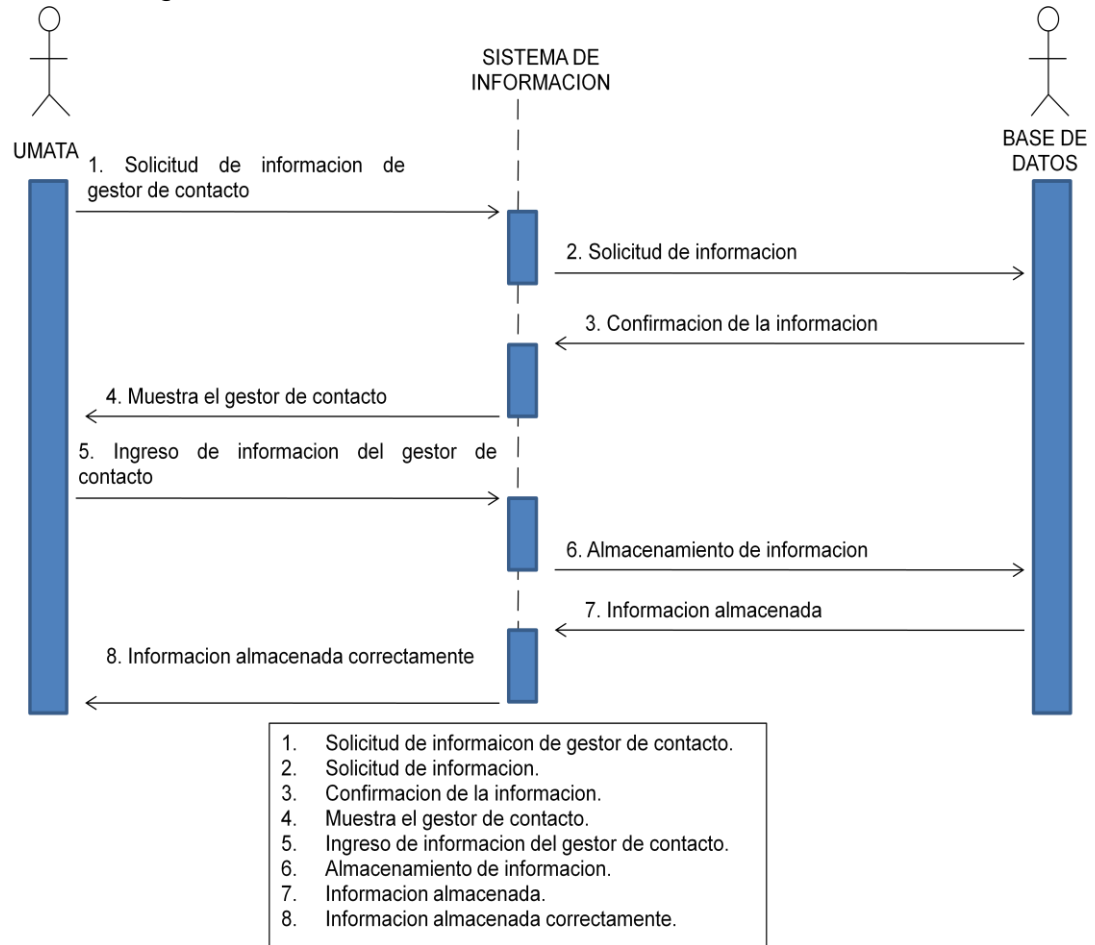 SISTEMA DE
INFORMACION
UMATA
BASE DE
DATOS
1. Solicitud de informacion de
gestor de contacto
2. Solicitud de informacion
3. Confirmacion de la informacion
4. Muestra el gestor de contacto
5. Ingreso de informacion del gestor de
contacto
6. Almacenamiento de informacion
7. Informacion almacenada
8. Informacion almacenada correctamente
1. Solicitud de informaicon de gestor de contacto.
2. Solicitud de informacion.
3. Confirmacion de la informacion.
4. Muestra el gestor de contacto.
5. Ingreso de informacion del gestor de contacto.
6. Almacenamiento de informacion.
7. Informacion almacenada.
8. Informacion almacenada correctamente.